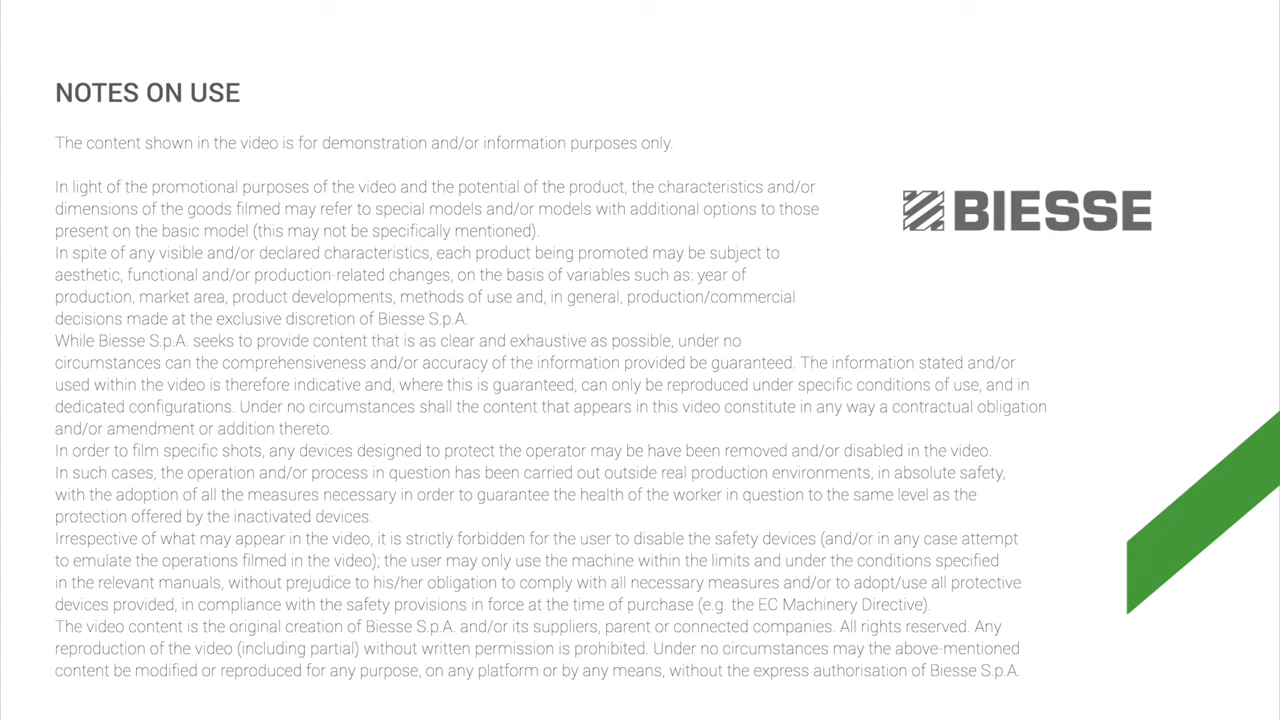 NOTES ON USE
The content shown in the video is for demonstration and/or information purposes only.
In light of the promotional purposes of the video and the potential of the product, the characteristics and/or
dimensions of the goods filmed may refer to special models and/or models with additional options to those
present on the basic model (this may not be specifically mentioned).
In spite of any visible and/or declared characteristics, each product being promoted may be subject to
aesthetic, functional and/or production-related changes, on the basis of variables such as: year of
production, market area, product developments, methods of use and, in general, production/commercial
decisions made at the exclusive discretion of Biesse S.p.A.
While Biesse S.p.A. seeks to provide content that is as clear and exhaustive as possible, under no
circumstances can the comprehensiveness and/or accuracy of the information provided be guaranteed. The information stated and/or
used within the video is therefore indicative and, where this is guaranteed, can only be reproduced under specific conditions of use, and in
dedicated configurations. Under no circumstances shall the content that appears in this video constitute in any way a contractual obligation
and/or amendment or addition thereto.
In order to film specific shots, any devices designed to protect the operator may be have been removed and/or disabled in the video.
In such cases, the operation and/or process in question has been carried out outside real production environments, in absolute safety,
with the adoption of all the measures necessary in order to guarantee the health of the worker in question to the same level as the
protection offered by the inactivated devices.
Irrespective of what may appear in the video, it is strictly forbidden for the user to disable the safety devices (and/or in any case attempt
to emulate the operations filmed in the video); the user may only use the machine within the limits and under the conditions specified
in the relevant manuals, without prejudice to his/her obligation to comply with all necessary measures and/or to adopt/use all protective
devices provided, in compliance with the safety provisions in force at the time of purchase (e.g. the EC Machinery Directive).
The video content is the original creation of Biesse S.p.A. and/or its suppliers, parent or connected companies. All rights reserved. Any
reproduction of the video (including partial) without written permission is prohibited. Under no circumstances may the above-mentioned
content be modified or reproduced for any purpose, on any platform or by any means, without the express authorisation of Biesse S.p.A.
BIESSE